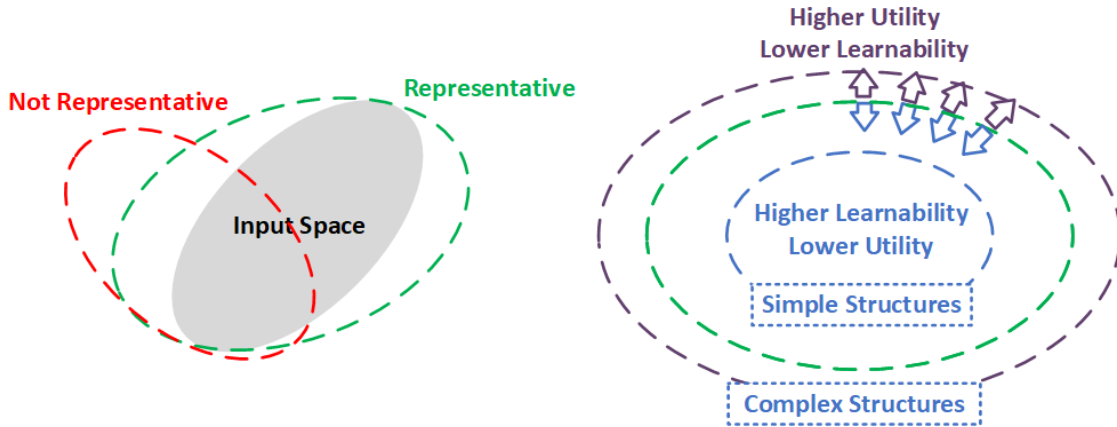 Not Representative
Representative
Input Space
Higher Utility
Lower Learnability
Higher Learnability
Lower Utility
Simple Structures
Complex Structures